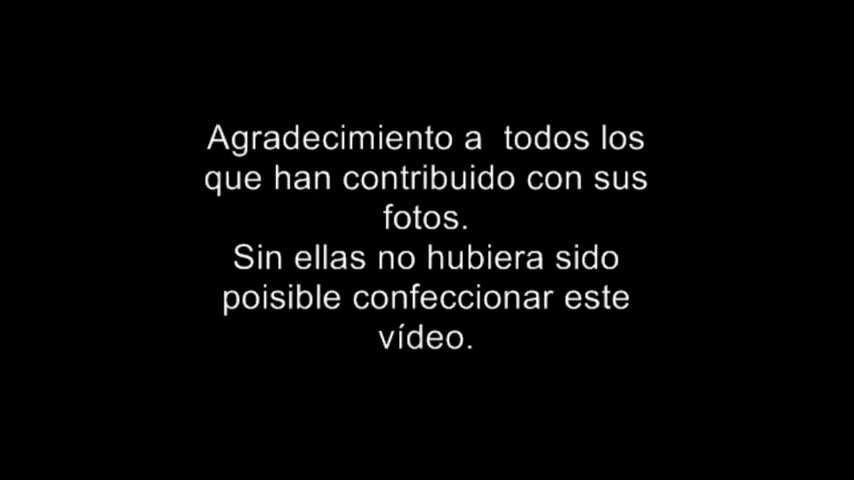 Agradecimiento a  todos los
que han contribuido con sus
fotos.
Sin ellas no hubiera sido
poisible confeccionar este
vídeo.